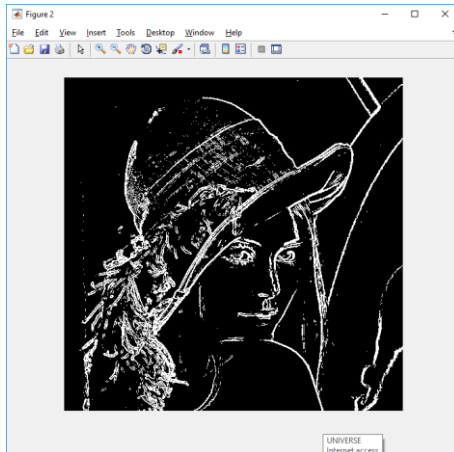 Figure 2
File Edit View Insert Tools Desktop Window Help
UNIVERSE
Internet access